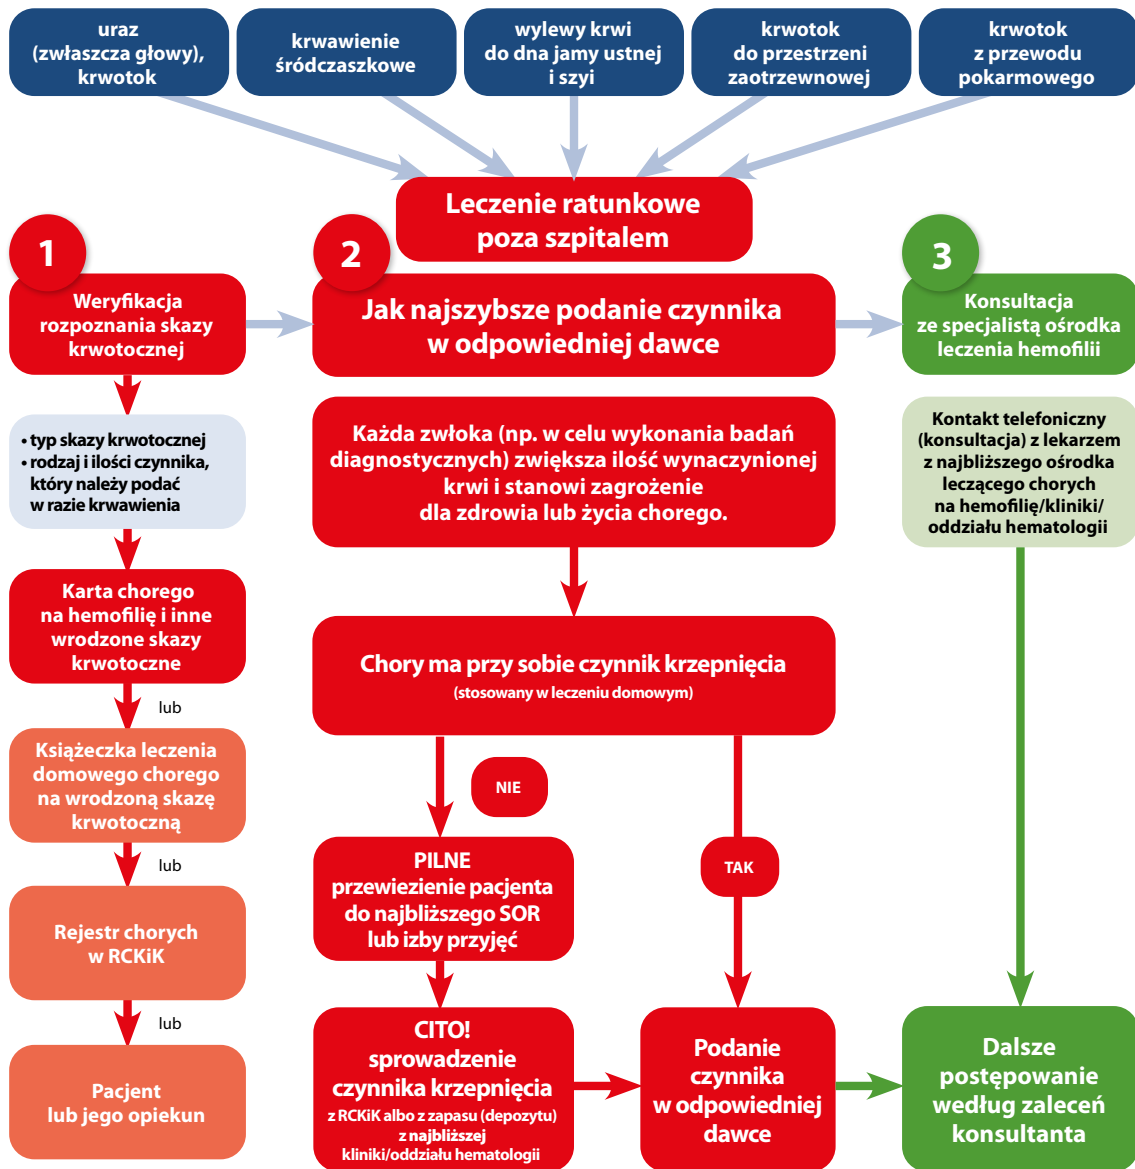 uraz
(zwłaszcza głowy),
krwotok
krwawienie
śródczaszkowe
wylewy krwi
do dna jamy ustnej
i szyi
krwotok
do przestrzeni
zaotrzewnowej
krwotok
z przewodu
pokarmowego
Leczenie ratunkowe
poza szpitalem
1
Weryfikacja
rozpoznania skazy
krwotocznej
2
Jak najszybsze podanie czynnika
w odpowiedniej dawce
3
Konsultacja
ze specjalistą ośrodka
leczenia hemofilii
• typ skazy krwotocznej
• rodzaj i ilości czynnika,
który należy podać
w razie krwawienia
Karta chorego
na hemofilię i inne
wrodzone skazy
krwotoczne
lub
Książeczka leczenia
domowego chorego
na wrodzoną skazę
krwotoczną
lub
Rejestr chorych
w RCKiK
lub
Pacjent
lub jego opiekun
Każda zwłoka (np. w celu wykonania badań
diagnostycznych) zwiększa ilość wynaczynionej
krwi i stanowi zagrożenie
dla zdrowia lub życia chorego.
Chory ma przy sobie czynnik krzepnięcia
(stosowany w leczeniu domowym)
NIE
TAK
PILNE
przewiezienie pacjenta
do najbliższego SOR
lub izby przyjęć
CITO!
sprowadzenie
czynnika krzepnięcia
z RCKiK albo z zapasu (depozytu)
z najbliższej
kliniki/oddziału hematologii
Podanie
czynnika
w odpowiedniej
dawce
Kontakt telefoniczny
(konsultacja) z lekarzem
z najbliższego ośrodka
leczącego chorych
na hemofilię/kliniki/
oddziału hematologii
Dalsze
postępowanie
według zaleceń
konsultanta